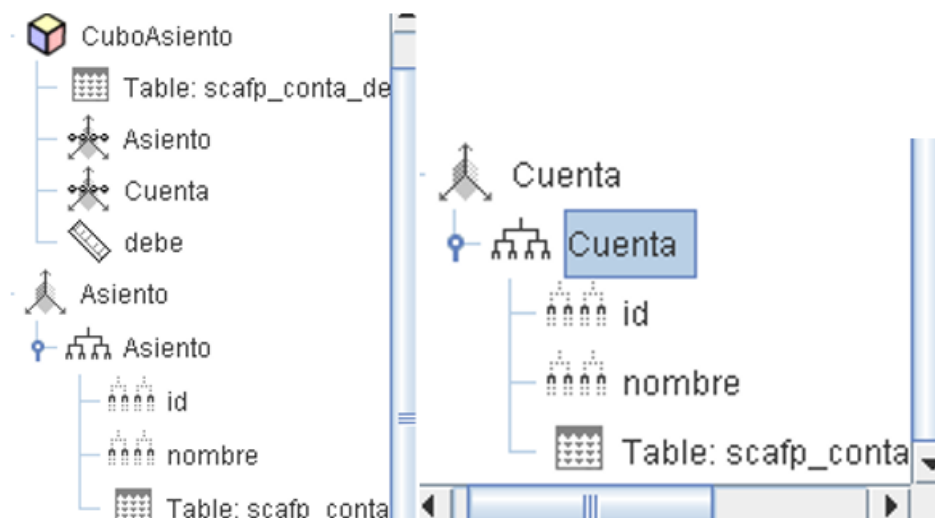 CuboAsiento
Table: scafp_conta_de
Asiento
Cuenta
debe
Asiento
Asiento
id
nombre
Table: scafp_conta
Cuenta
Cuenta
id
nombre
Table: scafp_conta